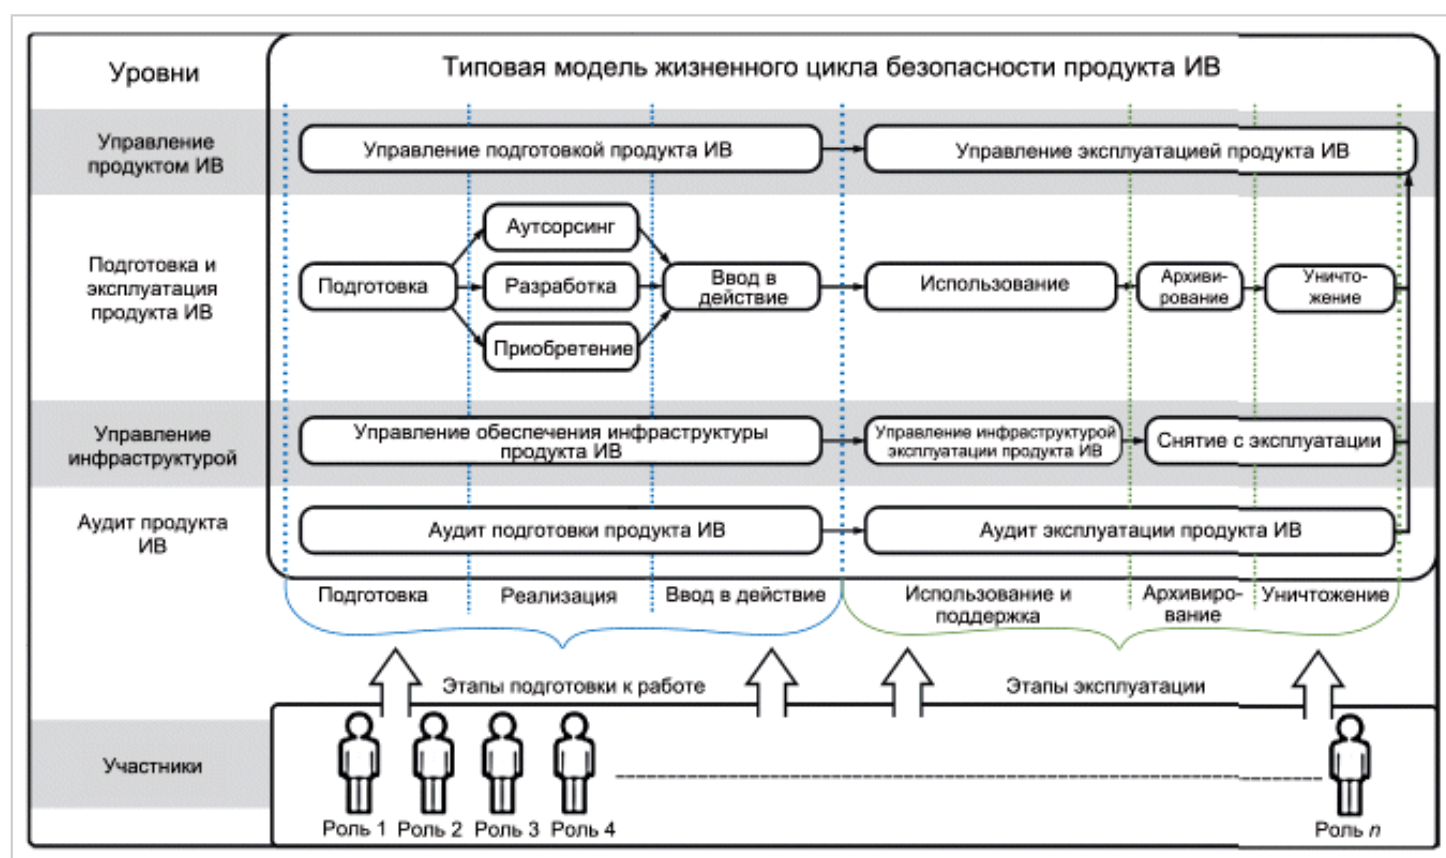 Уровни
Типовая модель жизненного цикла безопасности продукта ИВ
Управление
продуктом ИВ
Управление подготовкой продукта ИВ
Управление эксплуатацией продукта ИВ
Подготовка и
эксплуатация
продукта ИВ
Подготовка
Аутсорсинг
Разработка
Приобретение
Ввод в
действие
Использование
Архиви-
рование
Уничто-
жение
Управление
инфраструктурой
Управление обеспечения инфраструктуры
продукта ИВ
Управление инфраструктурой
эксплуатации продукта ИВ
Снятие с эксплуатации
Аудит продукта
ИВ
Аудит подготовки продукта ИВ
Аудит эксплуатации продукта ИВ
Подготовка
Реализация
Ввод в действие
Использование и
поддержка
Архивиро-
вание
Уничтожение
Этапы подготовки к работе
Этапы эксплуатации
Участники
Роль 1
Роль 2
Роль 3
Роль 4
Роль n